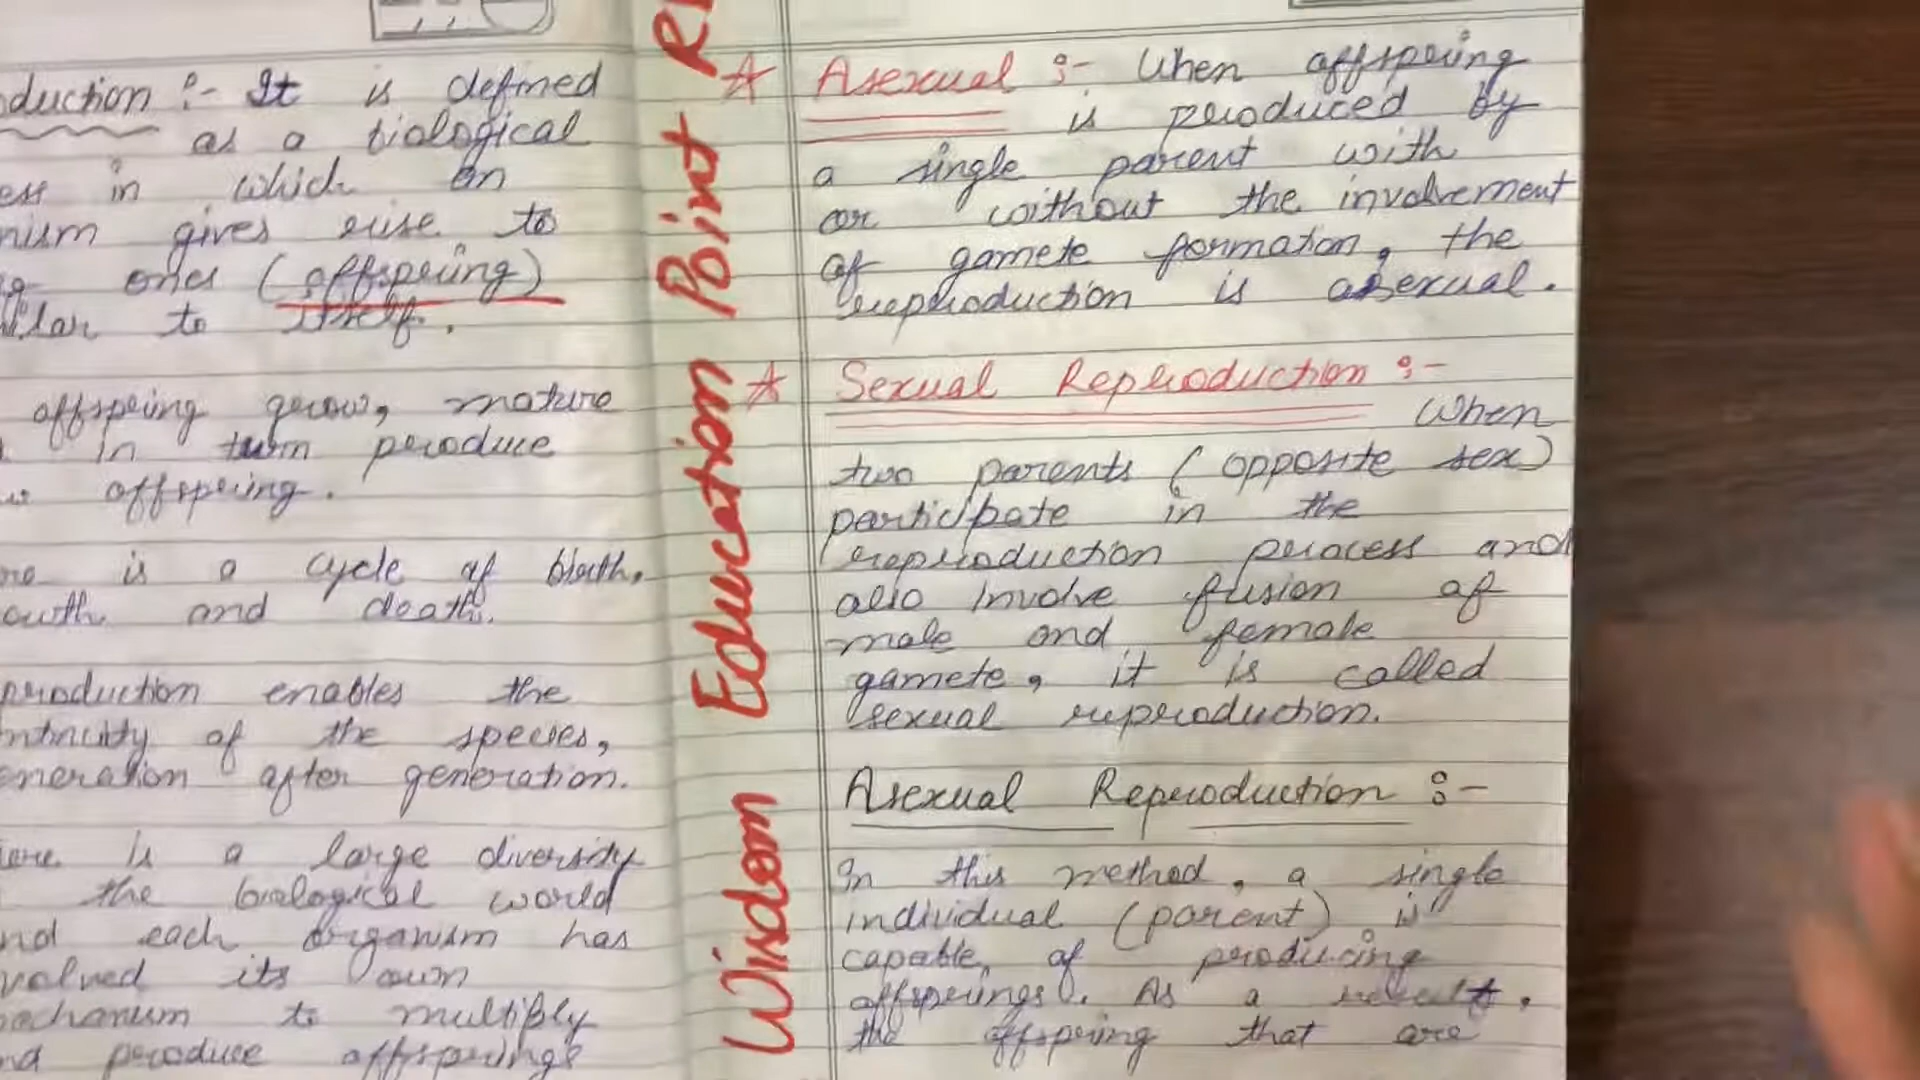 duction :- It is defined
as a biological
ess in which an
nism gives rise to
ones (offspring)
ilar to itself.
offspring grow, mature
in turn produce
offspring.
is a cycle of birth,
outh and death.
production enables the
ntinuity of the species,
eneration after generation.
ere is a large diversity
the biological world
nd each organism has
volved its own
echanism to multiply
nd produce offsprings
Wisdom Education Point
☆ Asexual :- When offspring
is produced by
a single parent with
or without the involvement
of gamete formation, the
reproduction is asexual.
☆ Sexual Reproduction :-
When
two parents (opposite sex)
participate in the
reproduction process and
also involve fusion of
male and female
gamete, it is called
sexual reproduction.
Asexual Reproduction :-
In this method, a single
individual (parent) is
capable of producing
offsprings. As a result,
the offspring that are